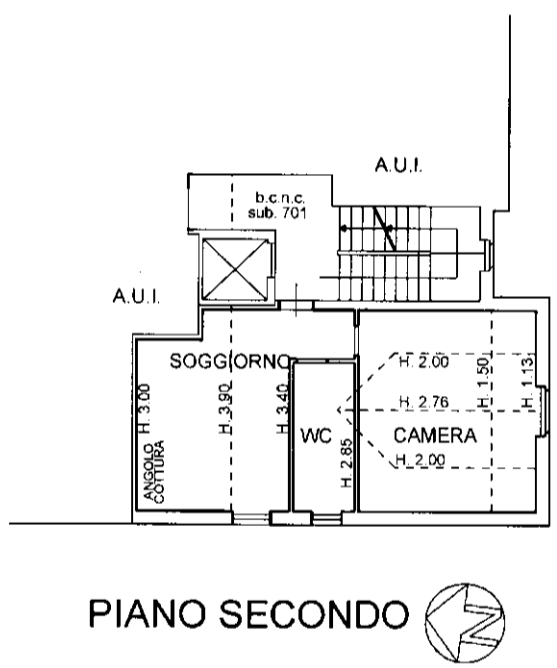 A.U.I.
b.c.n.c.
sub. 701
A.U.I.
SOGGIORNO
H. 3.00
H. 3.90
H. 3.40
ANGOLO
COTTURA
WC
H. 2.85
H. 2.00
H. 2.76
CAMERA
H. 2.00
H. 1.50
H. 1.13
PIANO SECONDO
N